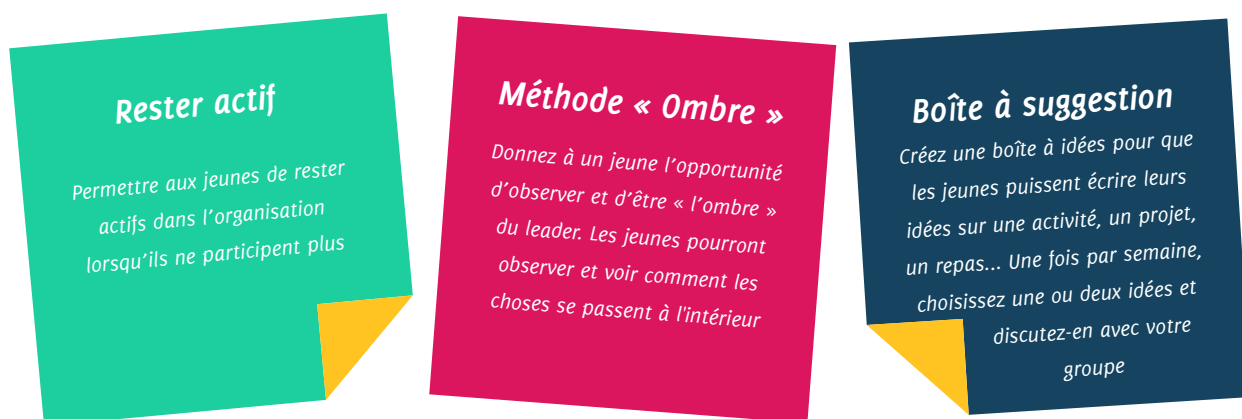 Rester actif
Permettre aux jeunes de rester
actifs dans l'organisation
lorsqu'ils ne participent plus
Méthode « Ombre »
Donnez à un jeune l'opportunité
d'observer et d'être « l'ombre »
du leader. Les jeunes pourront
observer et voir comment les
choses se passent à l'intérieur
Boîte à suggestion
Créez une boîte à idées pour que
les jeunes puissent écrire leurs
idées sur une activité, un projet,
un repas... Une fois par semaine,
choisissez une ou deux idées et
discutez-en avec votre
groupe